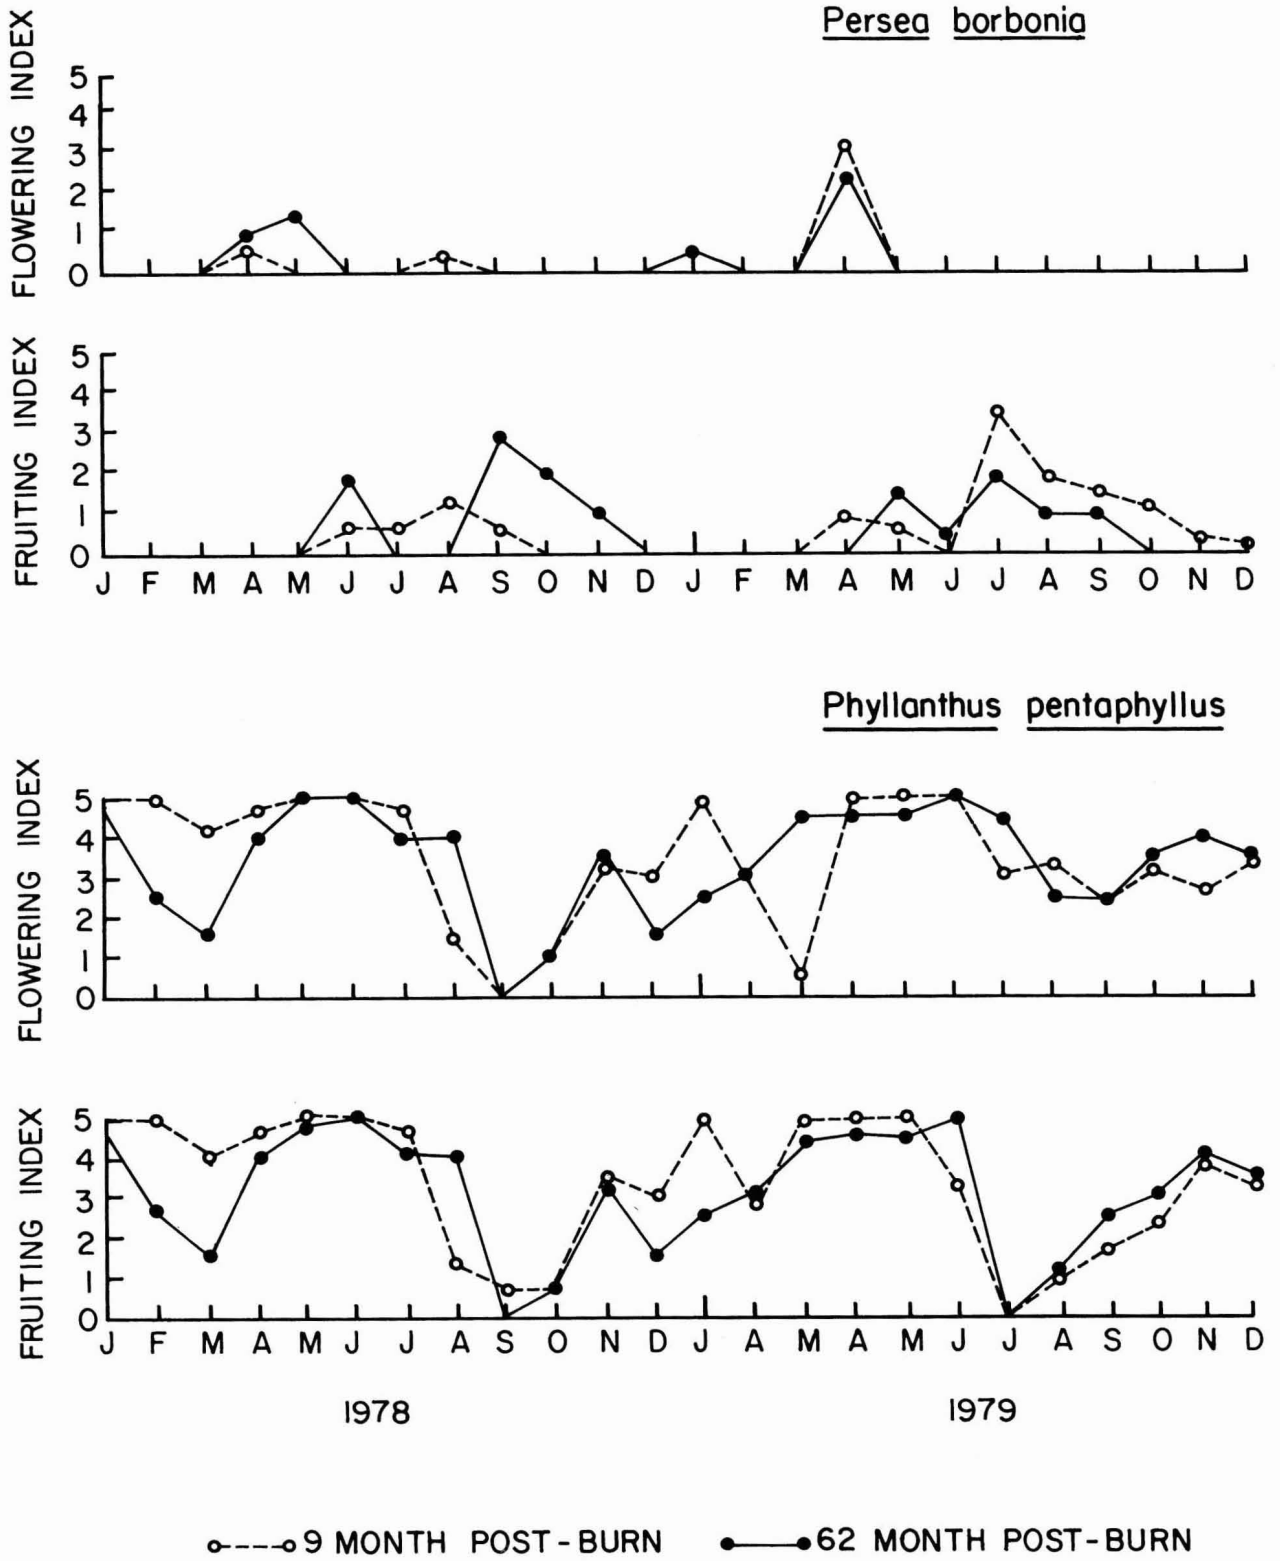 Persea borbonia
FLOWERING INDEX
5
4
3
2
1
0
FRUITING INDEX
5
4
3
2
1
0
J F M A M J J A S O N D J F M A M J J A S O N D
Phyllanthus pentaphyllus
FLOWERING INDEX
5
4
3
2
1
0
FRUITING INDEX
5
4
3
2
1
0
J F M A M J J A S O N D J A M A M J J A S O N D
1978 1979
9 MONTH POST-BURN 62 MONTH POST-BURN